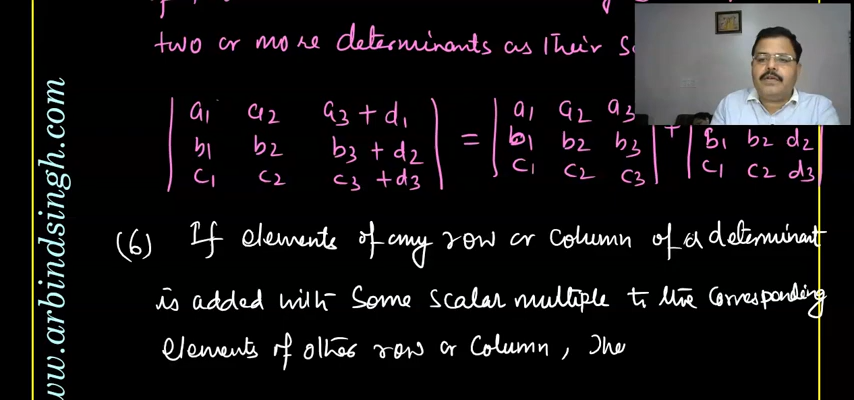 two or more determinants as their
| a1 a2 a3 + d1 | = | a1 a2 a3
| b1 b2 b3 + d2 | = | b1 b2 b3 | + | b1 b2 d2 |
| c1 c2 c3 + d3 | | c1 c2 c3 | | c1 c2 d3 |
(6) If elements of any row or column of a determinant
is added with some scalar multiple to the corresponding
elements of other row or column, the
www.arbindsingh.com